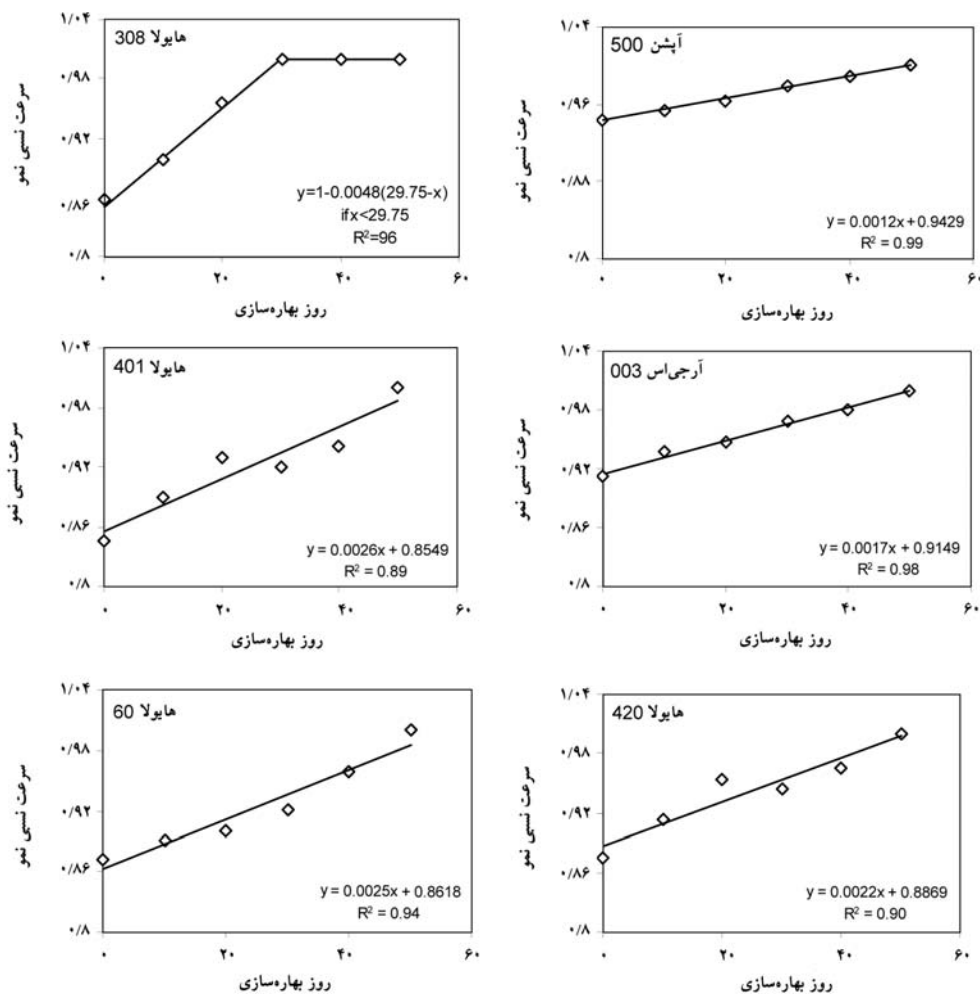 هایولا 308
سرعت نسبی نمو
۱/۰۴
۰/۹۸
۰/۹۲
۰/۸۶
۰/۸
y=1-0.0048(29.75-x)
ifx<29.75
R²=96
۰ ۲۰ ۴۰ ۶۰
روز بهاره‌سازی
آپشن 500
سرعت نسبی نمو
۱/۰۴
۰/۹۶
۰/۸۸
۰/۸
y = 0.0012x + 0.9429
R² = 0.99
۰ ۲۰ ۴۰ ۶۰
روز بهاره‌سازی
هایولا 401
سرعت نسبی نمو
۱/۰۴
۰/۹۸
۰/۹۲
۰/۸۶
۰/۸
y = 0.0026x + 0.8549
R² = 0.89
۰ ۲۰ ۴۰ ۶۰
روز بهاره‌سازی
آرجی‌اس 003
سرعت نسبی نمو
۱/۰۴
۰/۹۸
۰/۹۲
۰/۸۶
۰/۸
y = 0.0017x + 0.9149
R² = 0.98
۰ ۲۰ ۴۰ ۶۰
روز بهاره‌سازی
هایولا 60
سرعت نسبی نمو
۱/۰۴
۰/۹۸
۰/۹۲
۰/۸۶
۰/۸
y = 0.0025x + 0.8618
R² = 0.94
۰ ۲۰ ۴۰ ۶۰
روز بهاره‌سازی
هایولا 420
سرعت نسبی نمو
۱/۰۴
۰/۹۸
۰/۹۲
۰/۸۶
۰/۸
y = 0.0022x + 0.8869
R² = 0.90
۰ ۲۰ ۴۰ ۶۰
روز بهاره‌سازی